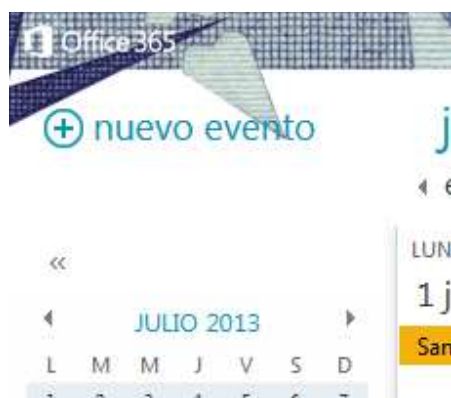 Office 365
nuevo evento
LUN
1 j
San
JULIO 2013
L M M J V S D